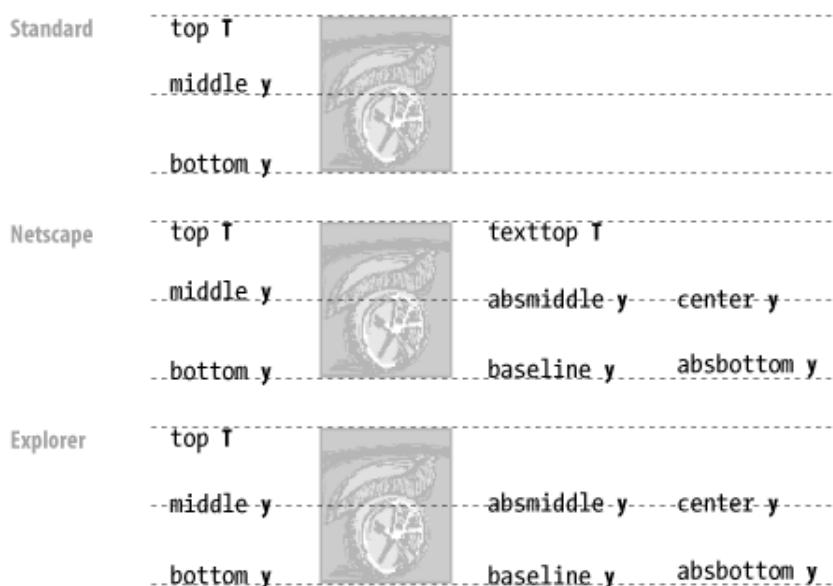 Standard top T
middle y
bottom y
Netscape top T texttop T
middle y absmiddle y center y
bottom y baseline y absbottom y
Explorer top T
middle y absmiddle y center y
bottom y baseline y absbottom y